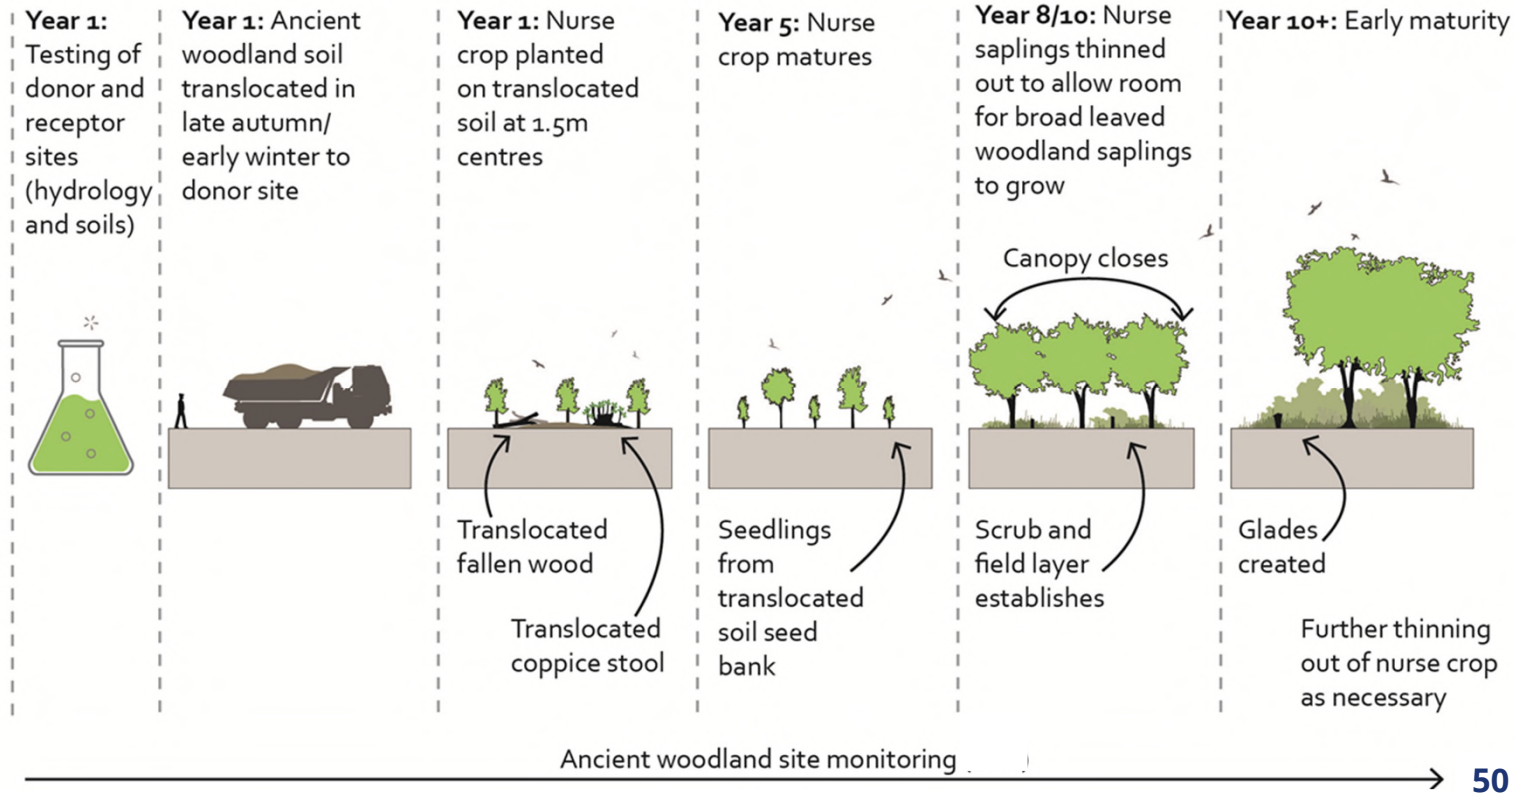 Year 1:
Testing of
donor and
receptor
sites
(hydrology
and soils)
Year 1: Ancient
woodland soil
translocated in
late autumn/
early winter to
donor site
Year 1: Nurse
crop planted
on translocated
soil at 1.5m
centres
Translocated
fallen wood
Translocated
coppice stool
Year 5: Nurse
crop matures
Seedlings
from
translocated
soil seed
bank
Year 8/10: Nurse
saplings thinned
out to allow room
for broad leaved
woodland saplings
to grow
Canopy closes
Scrub and
field layer
establishes
Year 10+: Early maturity
Glades
created
Further thinning
out of nurse crop
as necessary
Ancient woodland site monitoring
50